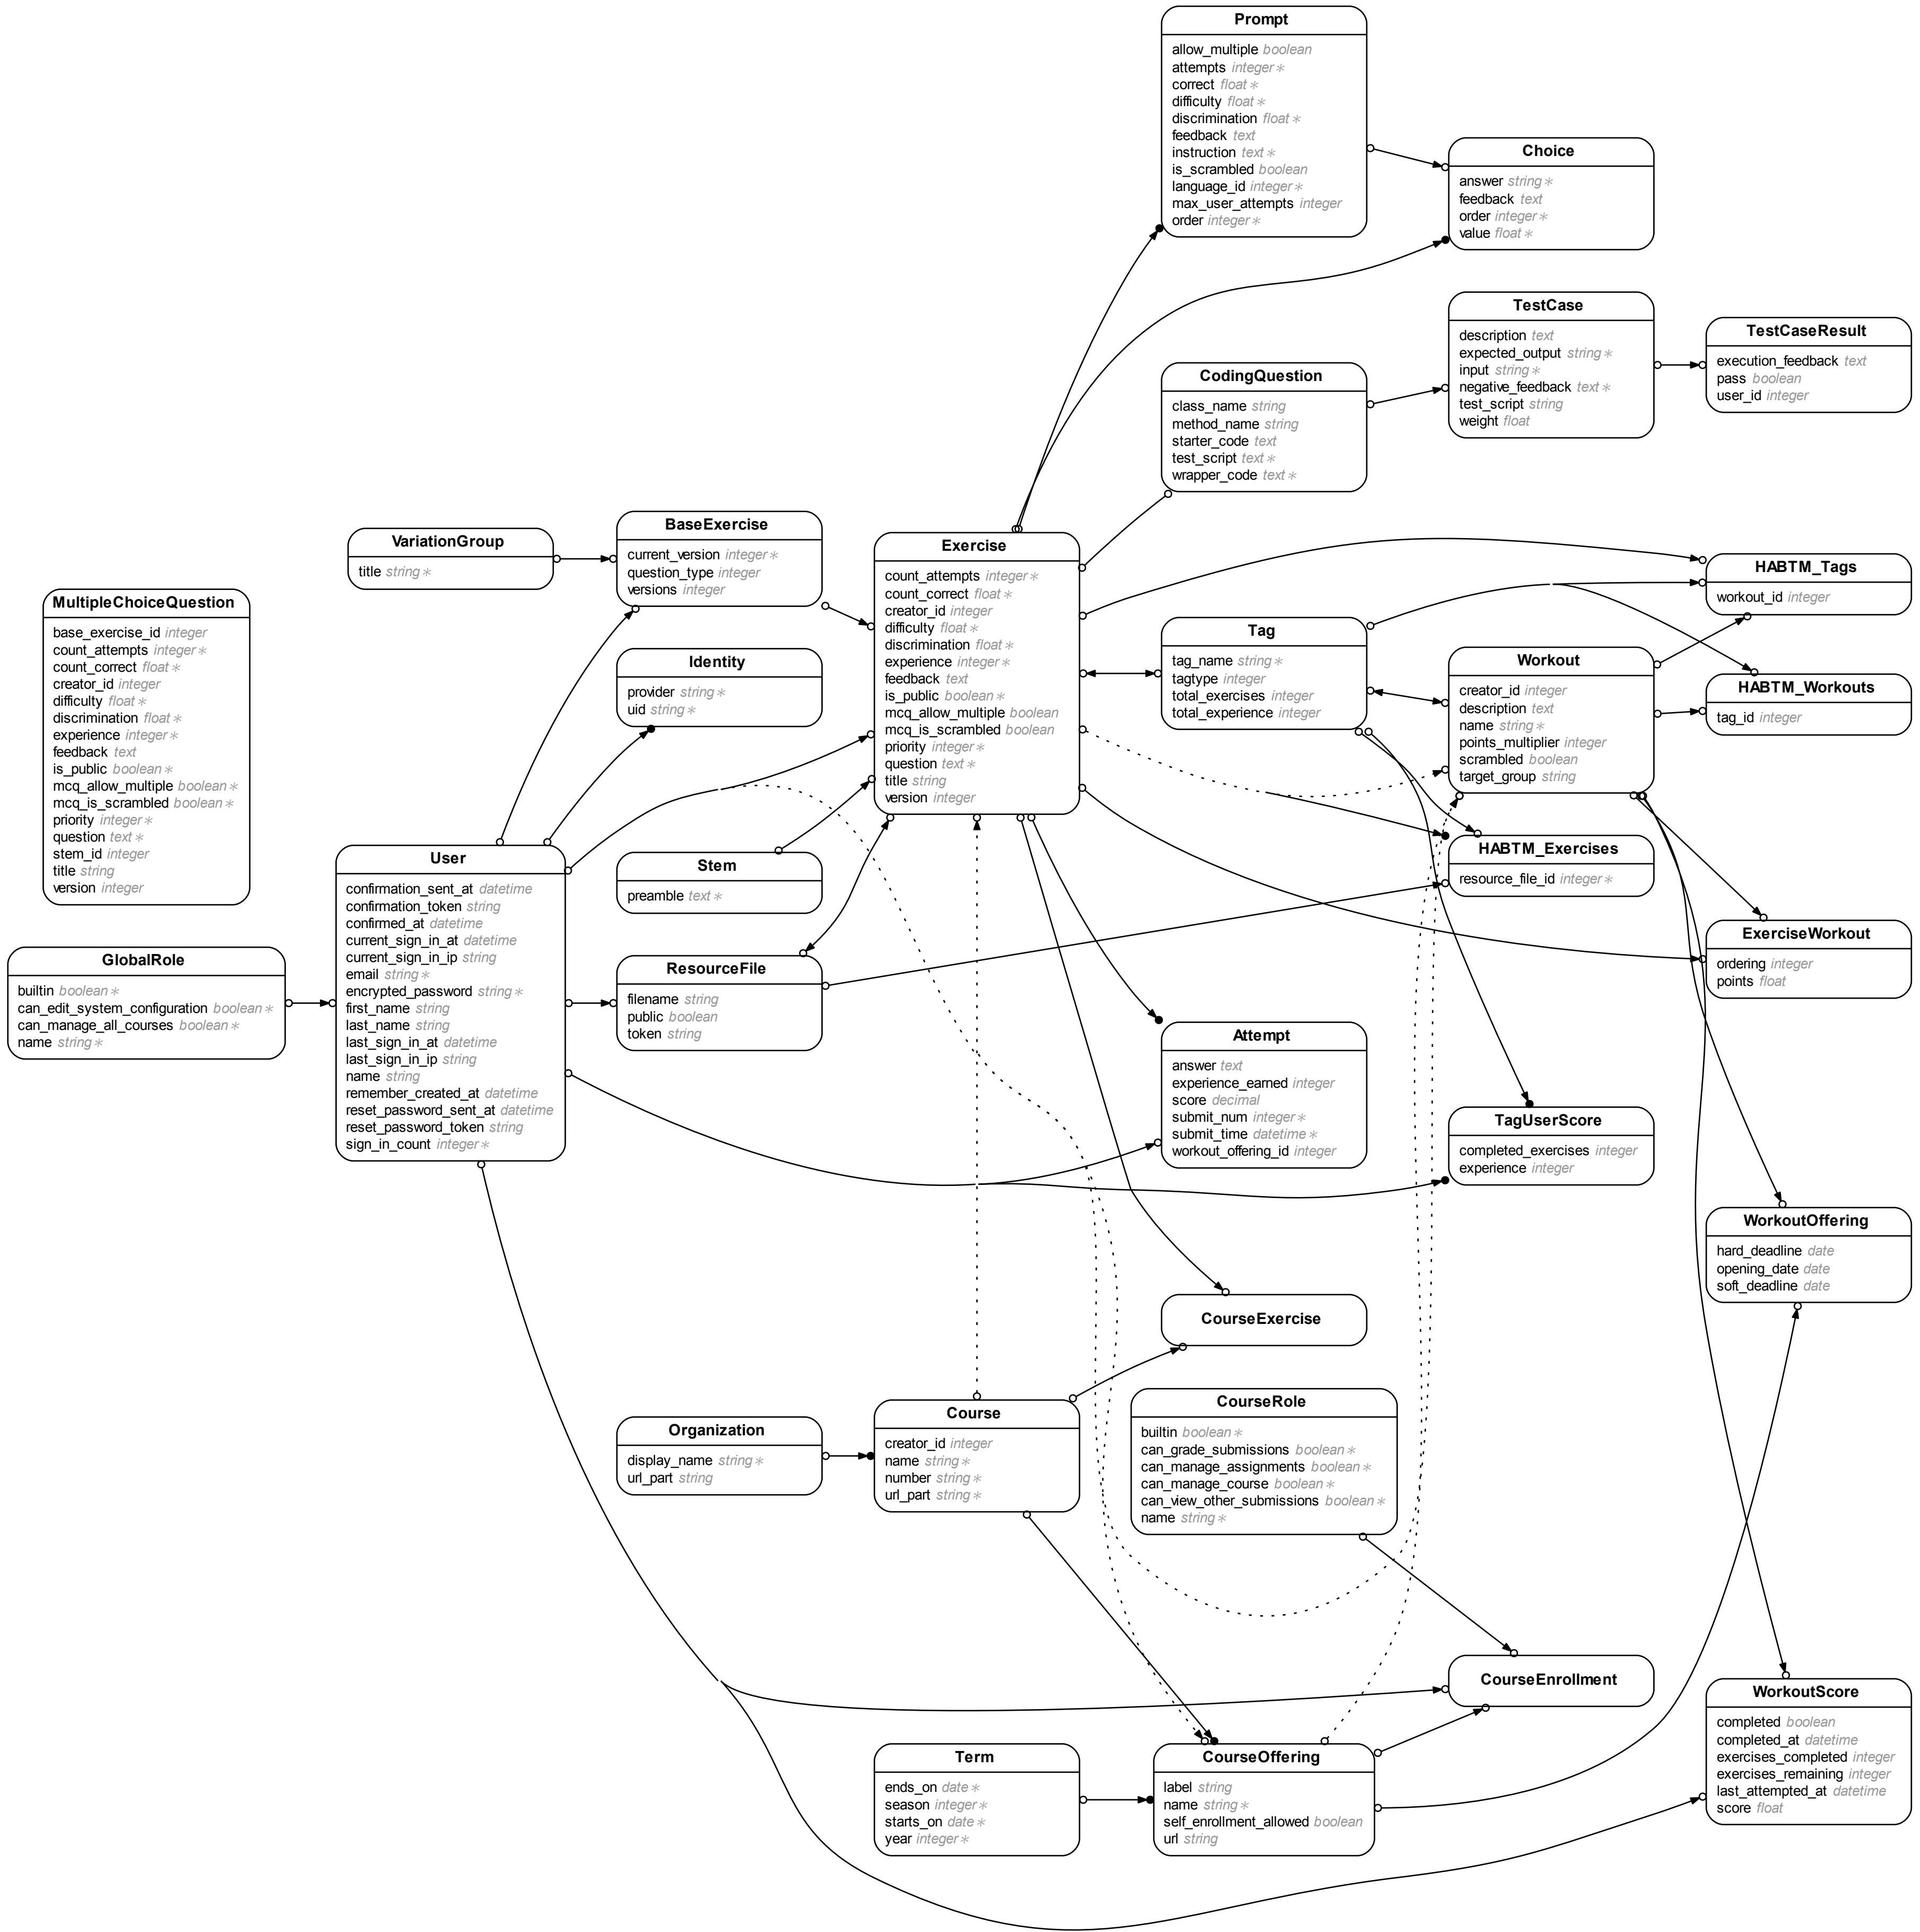 Prompt
allow_multiple boolean
attempts integer ∗
correct float ∗
difficulty float ∗
discrimination float ∗
feedback text
instruction text ∗
is_scrambled boolean
language_id integer ∗
max_user_attempts integer
order integer ∗
Choice
answer string ∗
feedback text
order integer ∗
value float ∗
TestCase
description text
expected_output string ∗
input string ∗
negative_feedback text ∗
test_script string
weight float
TestCaseResult
execution_feedback text
pass boolean
user_id integer
CodingQuestion
class_name string
method_name string
starter_code text
test_script text ∗
wrapper_code text ∗
VariationGroup
title string ∗
BaseExercise
current_version integer ∗
question_type integer
versions integer
Exercise
count_attempts integer ∗
count_correct float ∗
creator_id integer
difficulty float ∗
discrimination float ∗
experience integer ∗
feedback text
is_public boolean ∗
mcq_allow_multiple boolean
mcq_is_scrambled boolean
priority integer ∗
question text ∗
title string
version integer
HABTM_Tags
workout_id integer
MultipleChoiceQuestion
base_exercise_id integer
count_attempts integer ∗
count_correct float ∗
creator_id integer
difficulty float ∗
discrimination float ∗
experience integer ∗
feedback text
is_public boolean ∗
mcq_allow_multiple boolean ∗
mcq_is_scrambled boolean ∗
priority integer ∗
question text ∗
stem_id integer
title string
version integer
Identity
provider string ∗
uid string ∗
Tag
tag_name string ∗
tagtype integer
total_exercises integer
total_experience integer
Workout
creator_id integer
description text
name string ∗
points_multiplier integer
scrambled boolean
target_group string
HABTM_Workouts
tag_id integer
User
confirmation_sent_at datetime
confirmation_token string
confirmed_at datetime
current_sign_in_at datetime
current_sign_in_ip string
email string ∗
encrypted_password string ∗
first_name string
last_name string
last_sign_in_at datetime
last_sign_in_ip string
name string
remember_created_at datetime
reset_password_sent_at datetime
reset_password_token string
sign_in_count integer ∗
Stem
preamble text ∗
HABTM_Exercises
resource_file_id integer ∗
GlobalRole
builtin boolean ∗
can_edit_system_configuration boolean ∗
can_manage_all_courses boolean ∗
name string ∗
ResourceFile
filename string
public boolean
token string
ExerciseWorkout
ordering integer
points float
Attempt
answer text
experience_earned integer
score decimal
submit_num integer ∗
submit_time datetime ∗
workout_offering_id integer
TagUserScore
completed_exercises integer
experience integer
WorkoutOffering
hard_deadline date
opening_date date
soft_deadline date
CourseExercise
Organization
display_name string ∗
url_part string
Course
creator_id integer
name string ∗
number string ∗
url_part string ∗
CourseRole
builtin boolean ∗
can_grade_submissions boolean ∗
can_manage_assignments boolean ∗
can_manage_course boolean ∗
can_view_other_submissions boolean ∗
name string ∗
CourseEnrollment
Term
ends_on date ∗
season integer ∗
starts_on date ∗
year integer ∗
CourseOffering
label string
name string ∗
self_enrollment_allowed boolean
url string
WorkoutScore
completed boolean
completed_at datetime
exercises_completed integer
exercises_remaining integer
last_attempted_at datetime
score float